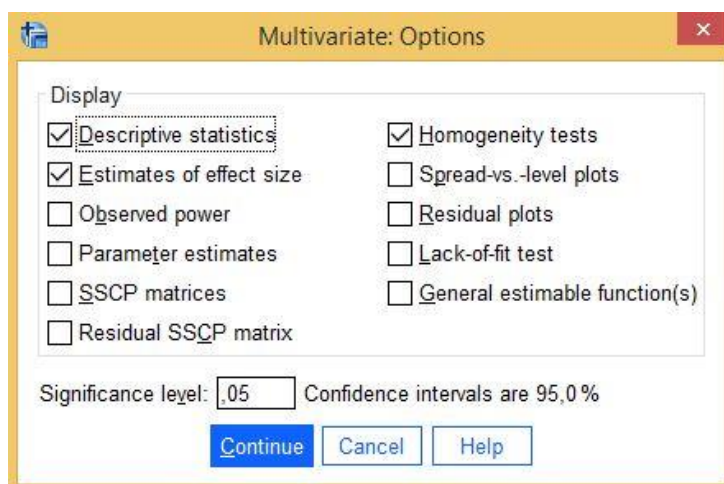 Multivariate: Options
Display
Descriptive statistics
Estimates of effect size
Observed power
Parameter estimates
SSCP matrices
Residual SSCP matrix
Homogeneity tests
Spread-vs.-level plots
Residual plots
Lack-of-fit test
General estimable function(s)
Significance level: ,05 Confidence intervals are 95,0 %
Continue Cancel Help